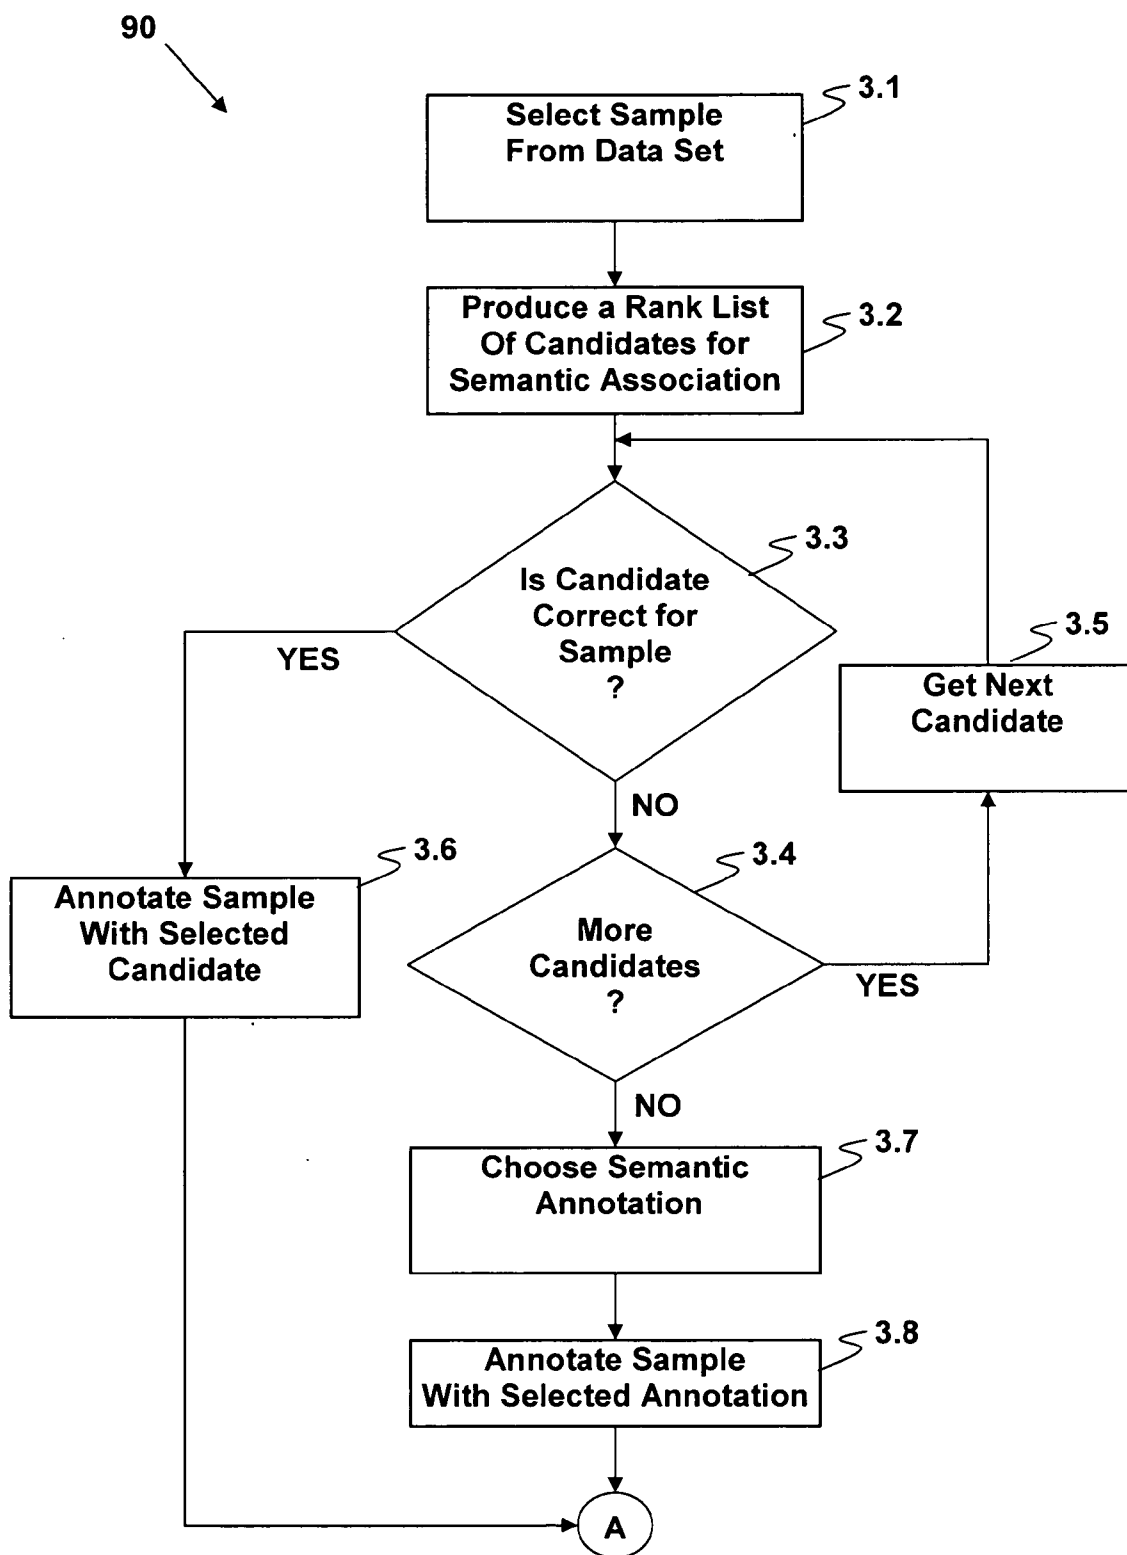 90
3.1
Select Sample
From Data Set
3.2
Produce a Rank List
Of Candidates for
Semantic Association
3.3
Is Candidate
Correct for
Sample
?
YES
3.5
Get Next
Candidate
NO
3.6
Annotate Sample
With Selected
Candidate
3.4
More
Candidates
?
YES
NO
3.7
Choose Semantic
Annotation
3.8
Annotate Sample
With Selected Annotation
A